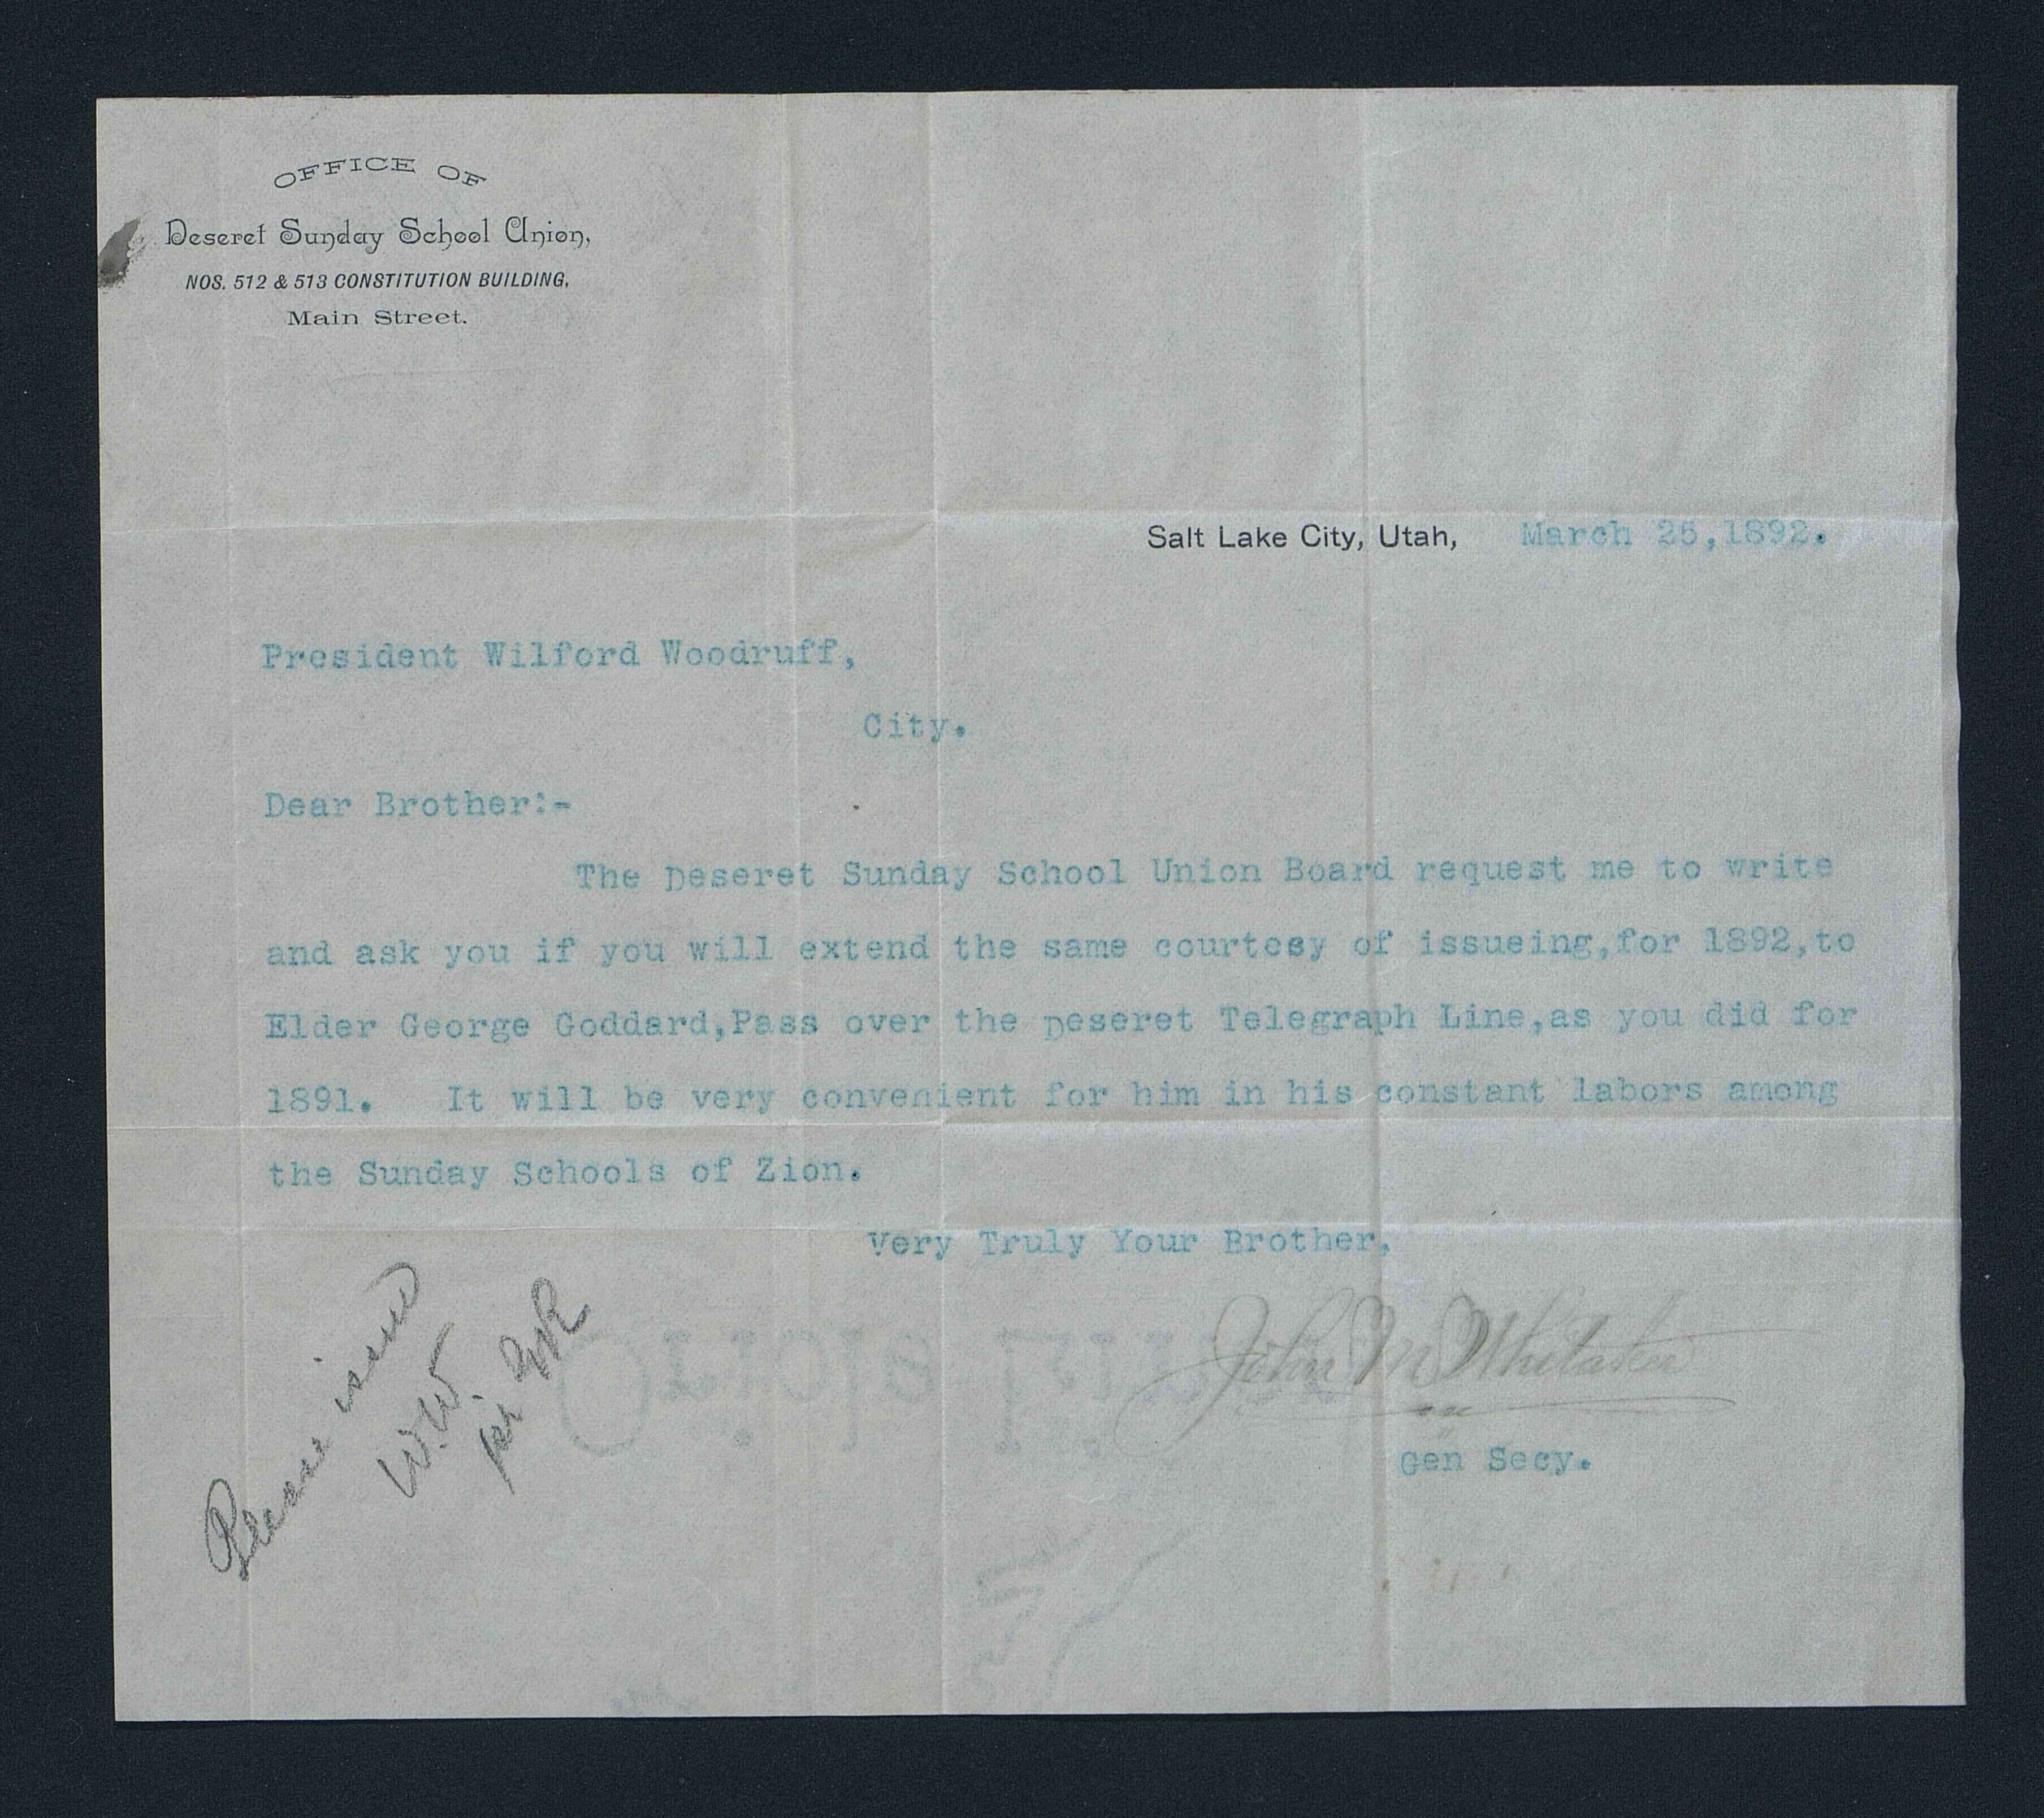 OFFICE OF
Deseret Sunday School Union,
NOS. 512 & 513 CONSTITUTION BUILDING,
Main Street.
Salt Lake City, Utah, March 25,1892.
President Wilford Woodruff,
City.
Dear Brother:-
The Deseret Sunday School Union Board request me to write
and ask you if you will extend the same courtesy of issueing,for 1892,to
Elder George Goddard,Pass over the Deseret Telegraph Line,as you did for
1891. It will be very convenient for him in his constant labors among
the Sunday Schools of Zion.
Very Truly Your Brother,
John M Whitaker
Gen Secy.
Please issue
W.W.
per